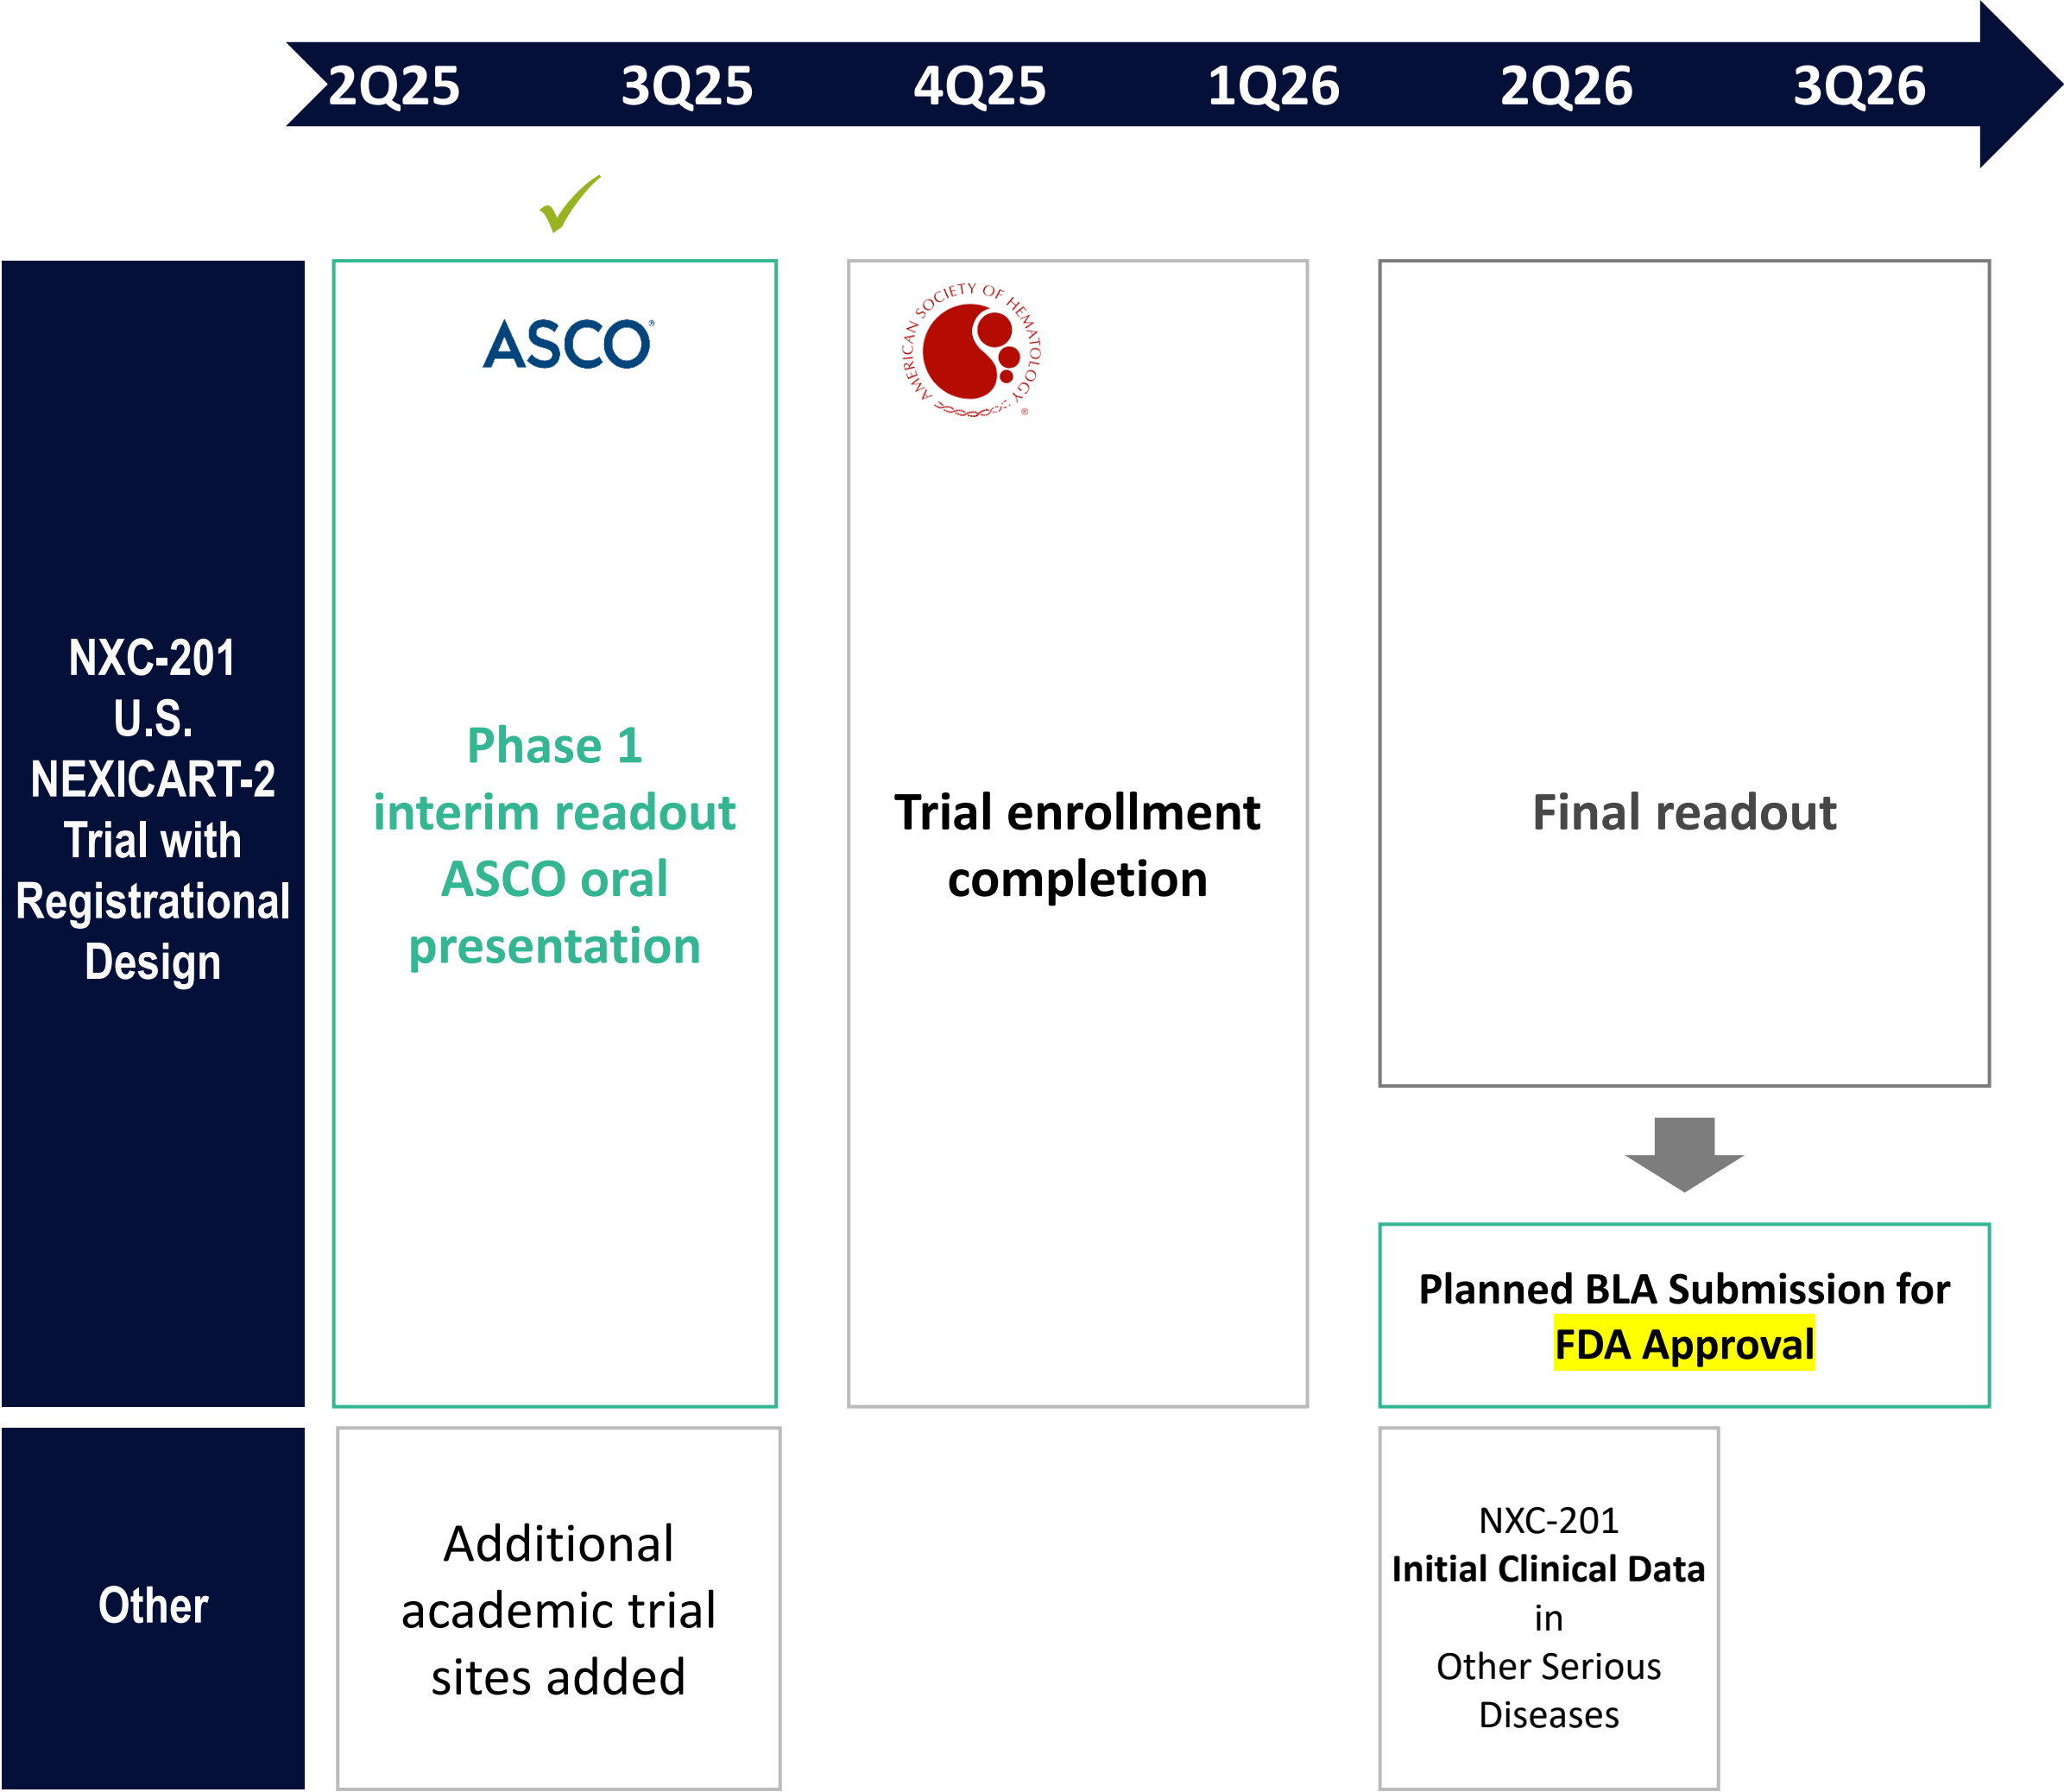 2Q25 3Q25 4Q25 1Q26 2Q26 3Q26
NXC-201
U.S.
NEXICART-2
Trial with
Registrational
Design
ASCO®
Phase 1
interim readout
ASCO oral
presentation
AMERICAN SOCIETY OF HEMATOLOGY ®
Trial enrollment
completion
Final readout
Planned BLA Submission for
FDA Approval
Other
Additional
academic trial
sites added
NXC-201
Initial Clinical Data
in
Other Serious
Diseases